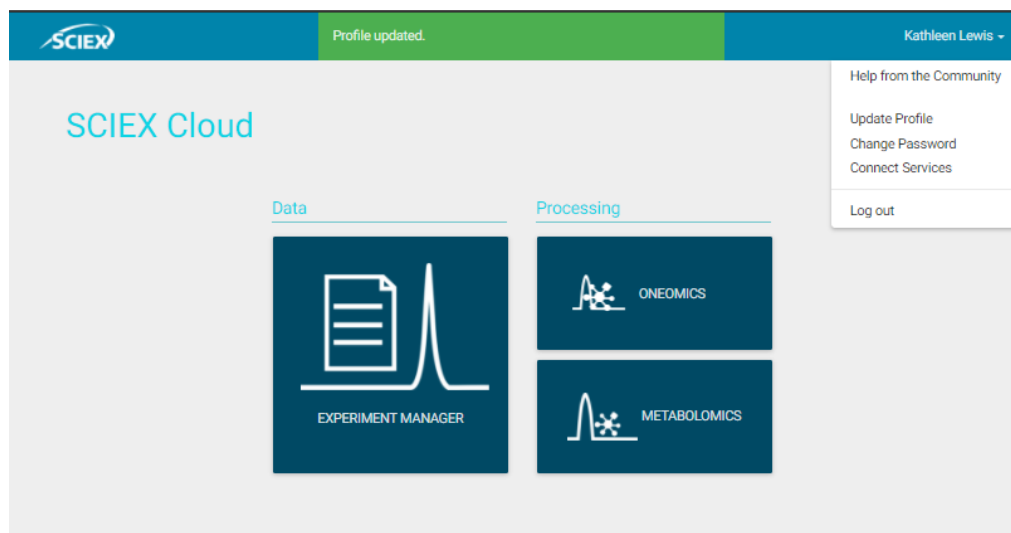 SCIEX
Profile updated.
Kathleen Lewis
Help from the Community
Update Profile
Change Password
Connect Services
Log out
SCIEX Cloud
Data
Processing
EXPERIMENT MANAGER
ONEOMICS
METABOLOMICS